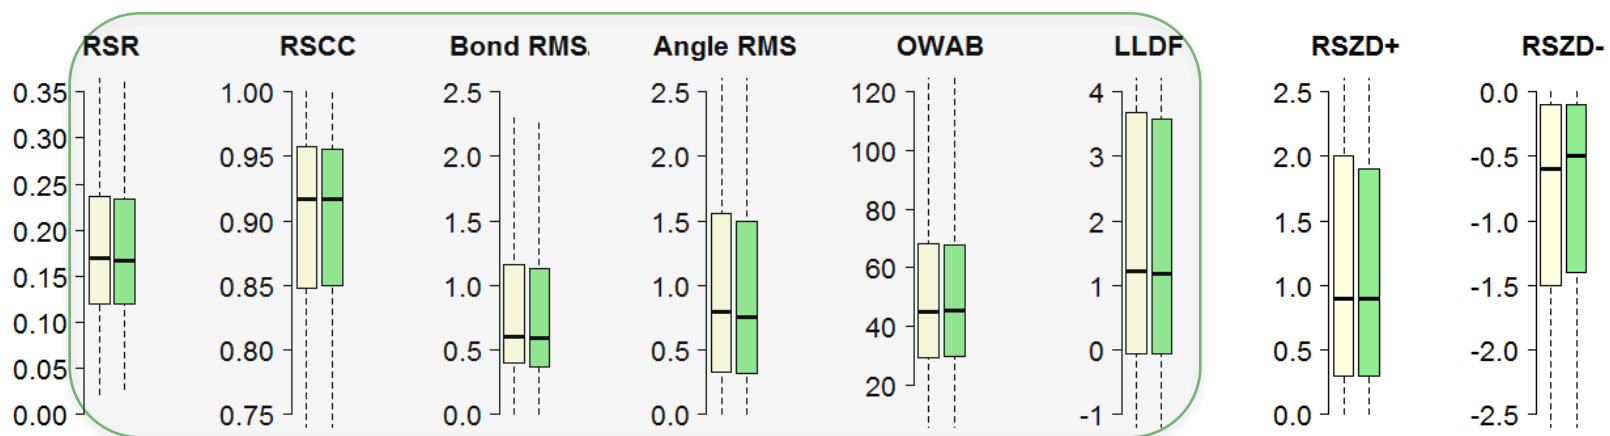 RSR RSCC Bond RMS. Angle RMS OWAB LLDF RSZD+ RSZD-
0.35 1.00 2.5 2.5 120 4 2.5 0.0
0.30
0.95 2.0 2.0 100 3 2.0 -0.5
0.25
0.20 0.90 1.5 1.5 80 2 1.5 -1.0
0.15 0.85 1.0 1.0 60 1 1.0 -1.5
0.10 0.80 0.5 0.5 40 0 0.5 -2.0
0.05 20
0.00 0.75 0.0 0.0 -1 0.0 -2.5